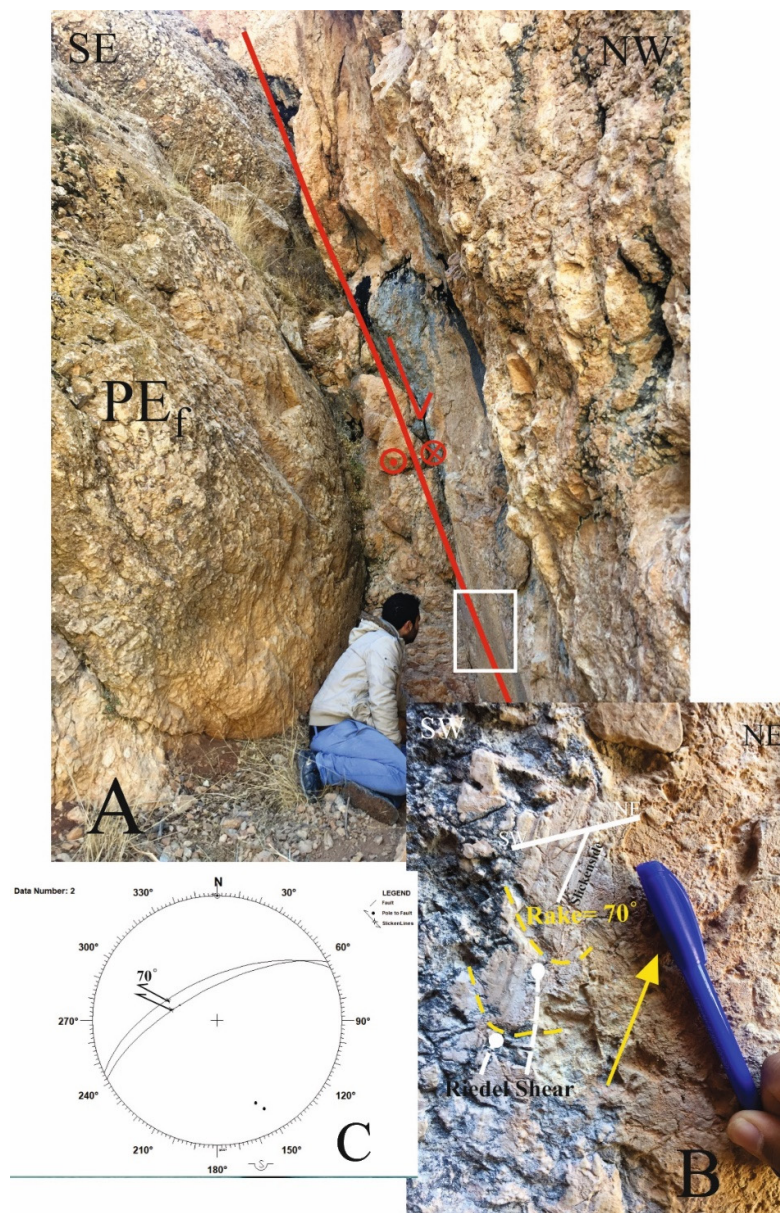 SE
NW
PEf
A
SW
NE
NE
SW
Slickenside
Rake= 70°
Riedel Shear
B
Data Number: 2
N
330°
30°
LEGEND
Fault
Pole to Fault
SlickenLines
300°
60°
70°
270°
90°
240°
120°
210°
150°
180°
S
C